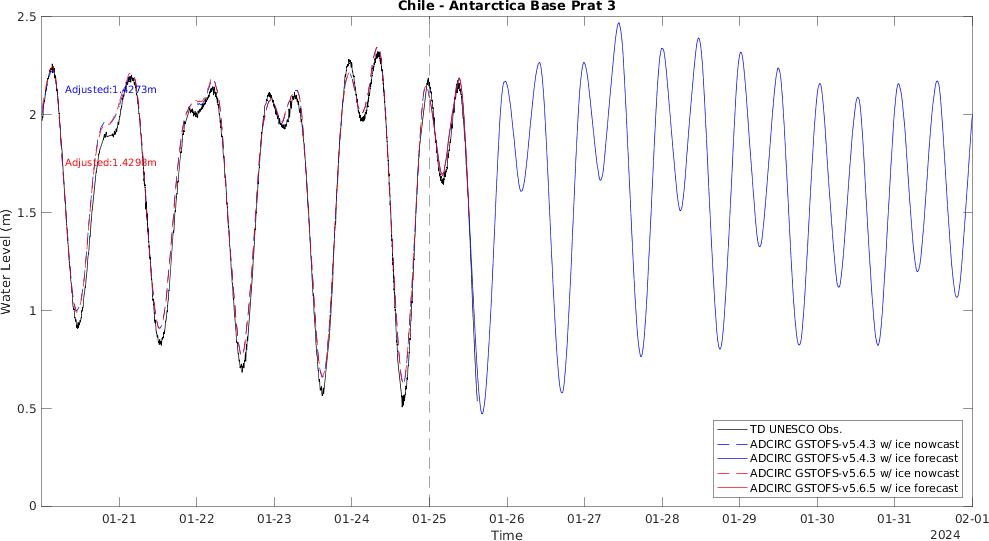 Chile - Antarctica Base Prat 3
2.5
2
1.5
1
0.5
0
Water Level (m)
Adjusted:1.4273m
Adjusted:1.4298m
TD UNESCO Obs.
ADCIRC GSTOFS-v5.4.3 w/ ice nowcast
ADCIRC GSTOFS-v5.4.3 w/ ice forecast
ADCIRC GSTOFS-v5.6.5 w/ ice nowcast
ADCIRC GSTOFS-v5.6.5 w/ ice forecast
01-21 01-22 01-23 01-24 01-25 01-26 01-27 01-28 01-29 01-30 01-31 02-01
Time
2024